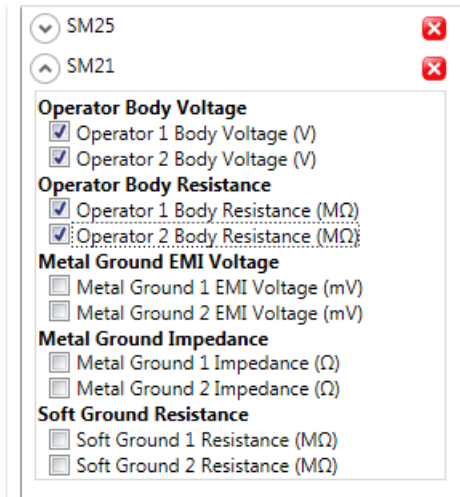 SM25
SM21
Operator Body Voltage
Operator 1 Body Voltage (V)
Operator 2 Body Voltage (V)
Operator Body Resistance
Operator 1 Body Resistance (MΩ)
Operator 2 Body Resistance (MΩ)
Metal Ground EMI Voltage
Metal Ground 1 EMI Voltage (mV)
Metal Ground 2 EMI Voltage (mV)
Metal Ground Impedance
Metal Ground 1 Impedance (Ω)
Metal Ground 2 Impedance (Ω)
Soft Ground Resistance
Soft Ground 1 Resistance (MΩ)
Soft Ground 2 Resistance (MΩ)